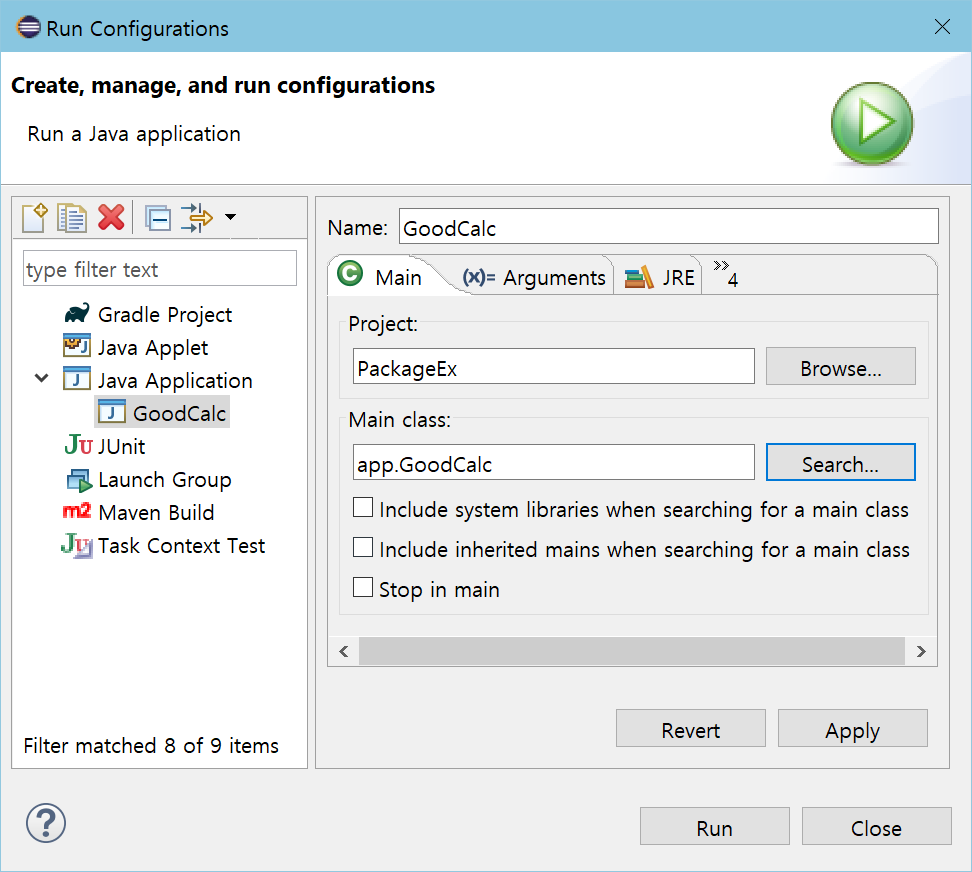 Run Configurations
Create, manage, and run configurations
Run a Java application
type filter text
Gradle Project
Java Applet
Java Application
GoodCalc
JUnit
Launch Group
Maven Build
Task Context Test
Filter matched 8 of 9 items
Name: GoodCalc
Main (x)= Arguments JRE »4
Project:
PackageEx Browse...
Main class:
app.GoodCalc Search...
Include system libraries when searching for a main class
Include inherited mains when searching for a main class
Stop in main
Revert Apply
Run Close